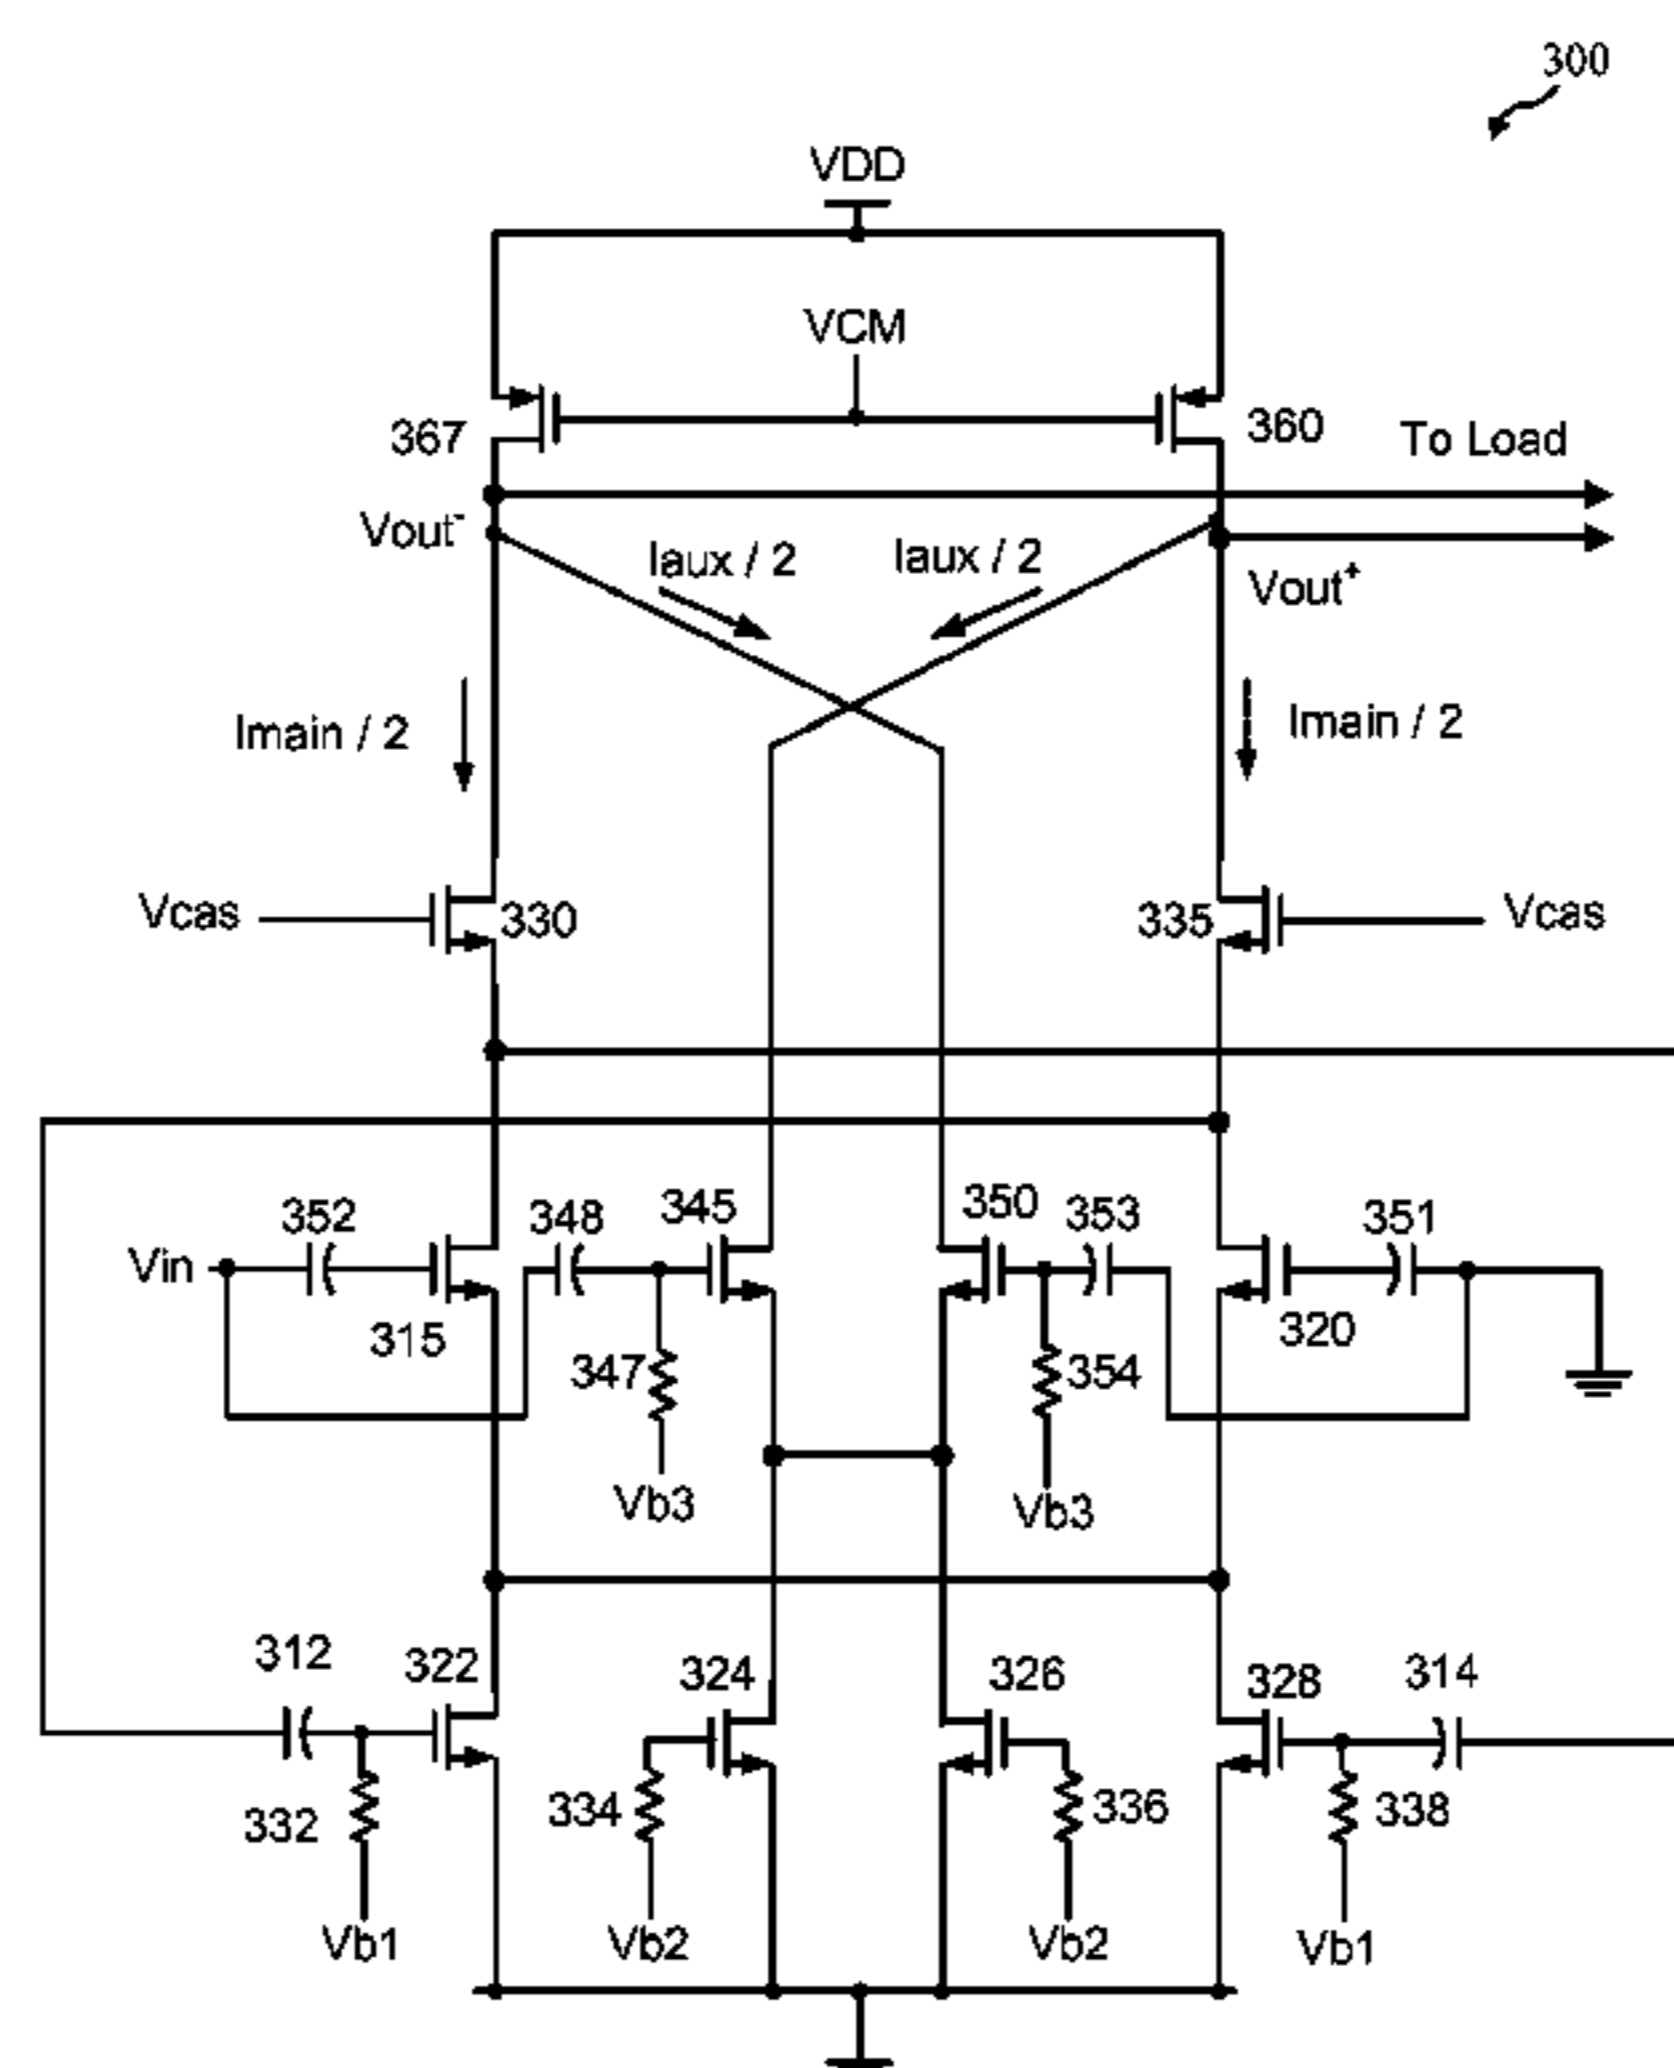 300
VDD
VCM
367
360
To Load
Vout-
Iaux / 2
Iaux / 2
Vout+
Imain / 2
Imain / 2
Vcas
330
335
Vcas
352
348
345
350
353
351
Vin
315
320
347
354
Vb3
Vb3
312
322
324
326
328
314
332
334
336
338
Vb1
Vb2
Vb2
Vb1